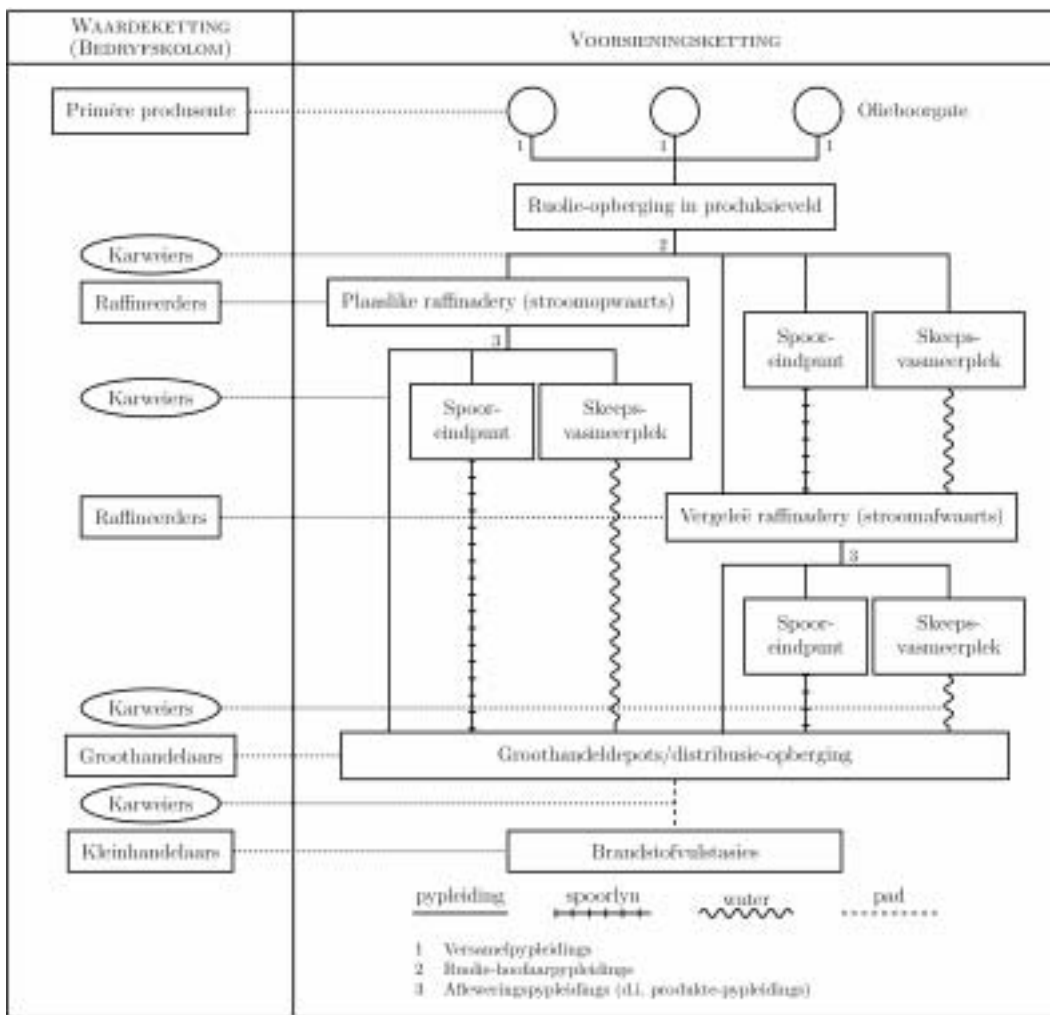 WAARDEKETTING
(BEDRYFSKOLOM)
VOORSIENINGSKETTING
Primêre produsente
Olieboorgate
1
1
1
Ruolie-opberging in produksieveld
2
Karweiers
Raffineerders
Plaaslike raffinadery (stroomopwaarts)
3
Spoor-
eindpunt
Skeeps-
vasmeerplek
Karweiers
Spoor-
eindpunt
Skeeps-
vasmeerplek
Raffineerders
Vergeleë raffinadery (stroomafwaarts)
3
Spoor-
eindpunt
Skeeps-
vasmeerplek
Karweiers
Groothandelaars
Groothandeldepots/distribusie-opberging
Karweiers
Kleinhandelaars
Brandstofvulstasies
pypleiding
spoorlyn
water
pad
1 Versamelpypleidings
2 Ruolie-hoofaarpypleidings
3 Afleweringspypleidings (d.i. produkte-pypleidings)